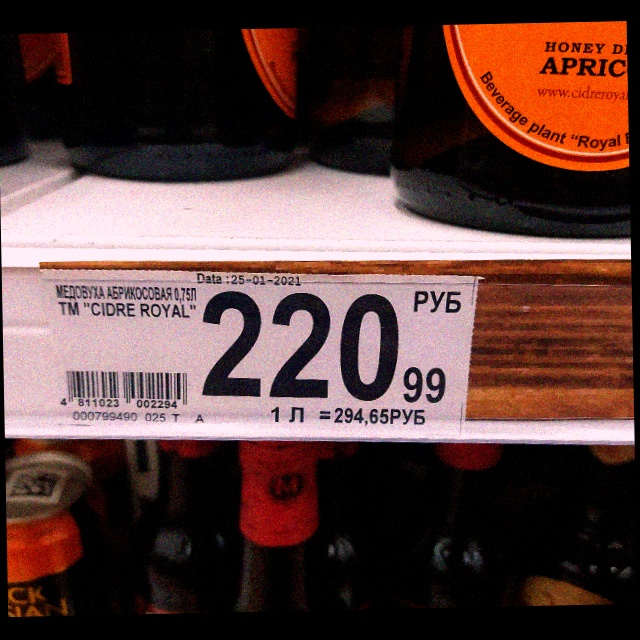 HONEY
APRIC
www.cidreroyal
Beverage plant "Royal
Data :25-01-2021
МЕДОВУХА АБРИКОСОВАЯ 0,75Л
ТМ "CIDRE ROYAL"
220 99
РУБ
4 811023 002294
000799490 025 Т А
1 Л =294,65РУБ